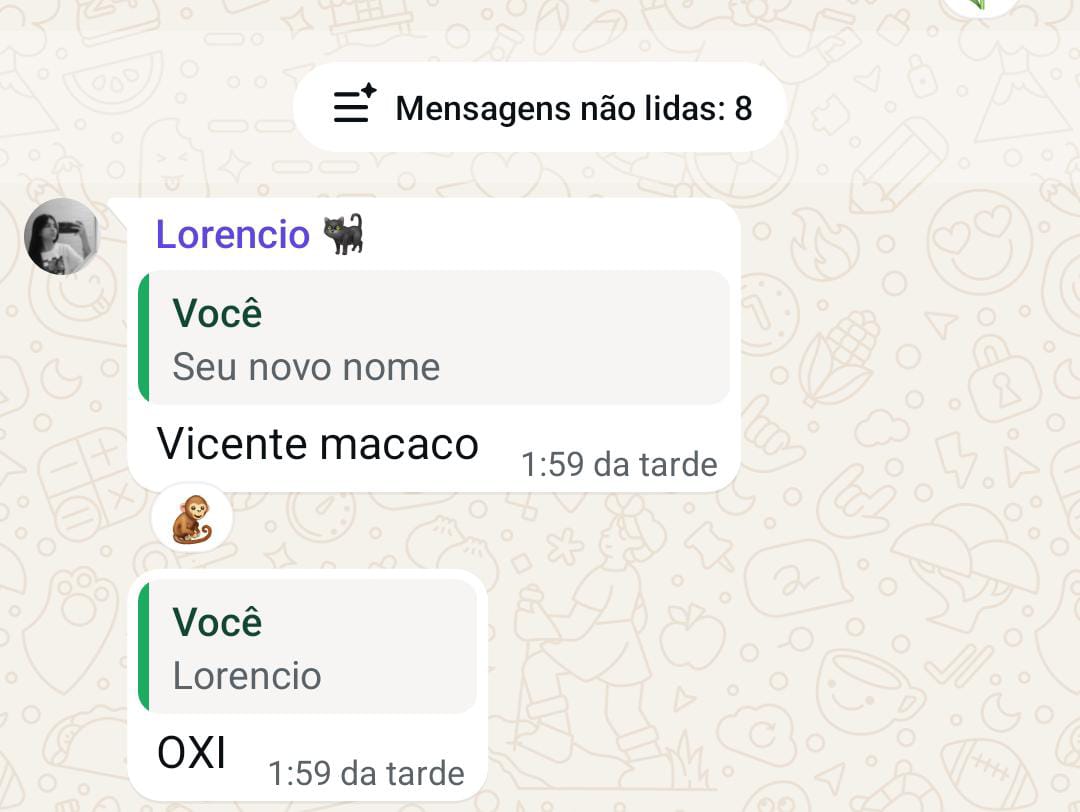 Mensagens não lidas: 8
Lorencio 🐈‍⬛
Você
Seu novo nome
Vicente macaco
1:59 da tarde
🐒
Você
Lorencio
OXI
1:59 da tarde